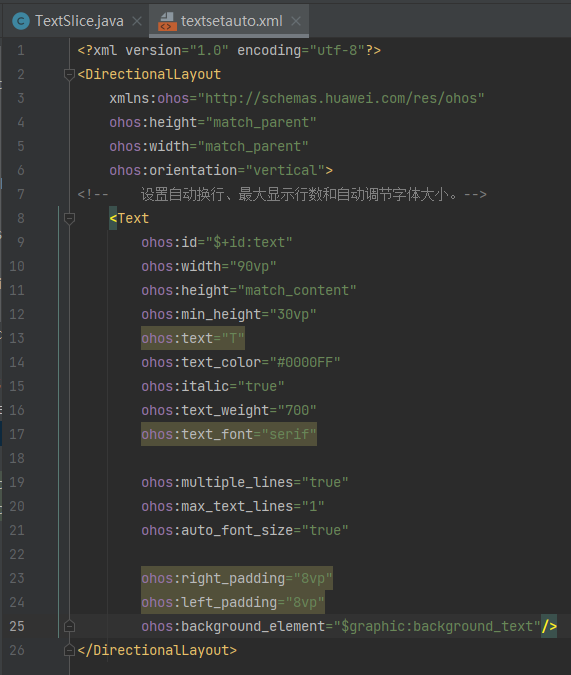 TextSlice.java
textsetauto.xml
1 <?xml version="1.0" encoding="utf-8"?>
2 <DirectionalLayout
3 xmlns:ohos="http://schemas.huawei.com/res/ohos"
4 ohos:height="match_parent"
5 ohos:width="match_parent"
6 ohos:orientation="vertical">
7 <!-- 设置自动换行、最大显示行数和自动调节字体大小。-->
8 <Text
9 ohos:id="$+id:text"
10 ohos:width="90vp"
11 ohos:height="match_content"
12 ohos:min_height="30vp"
13 ohos:text="T"
14 ohos:text_color="#0000FF"
15 ohos:italic="true"
16 ohos:text_weight="700"
17 ohos:text_font="serif"
18
19 ohos:multiple_lines="true"
20 ohos:max_text_lines="1"
21 ohos:auto_font_size="true"
22
23 ohos:right_padding="8vp"
24 ohos:left_padding="8vp"
25 ohos:background_element="$graphic:background_text"/>
26 </DirectionalLayout>